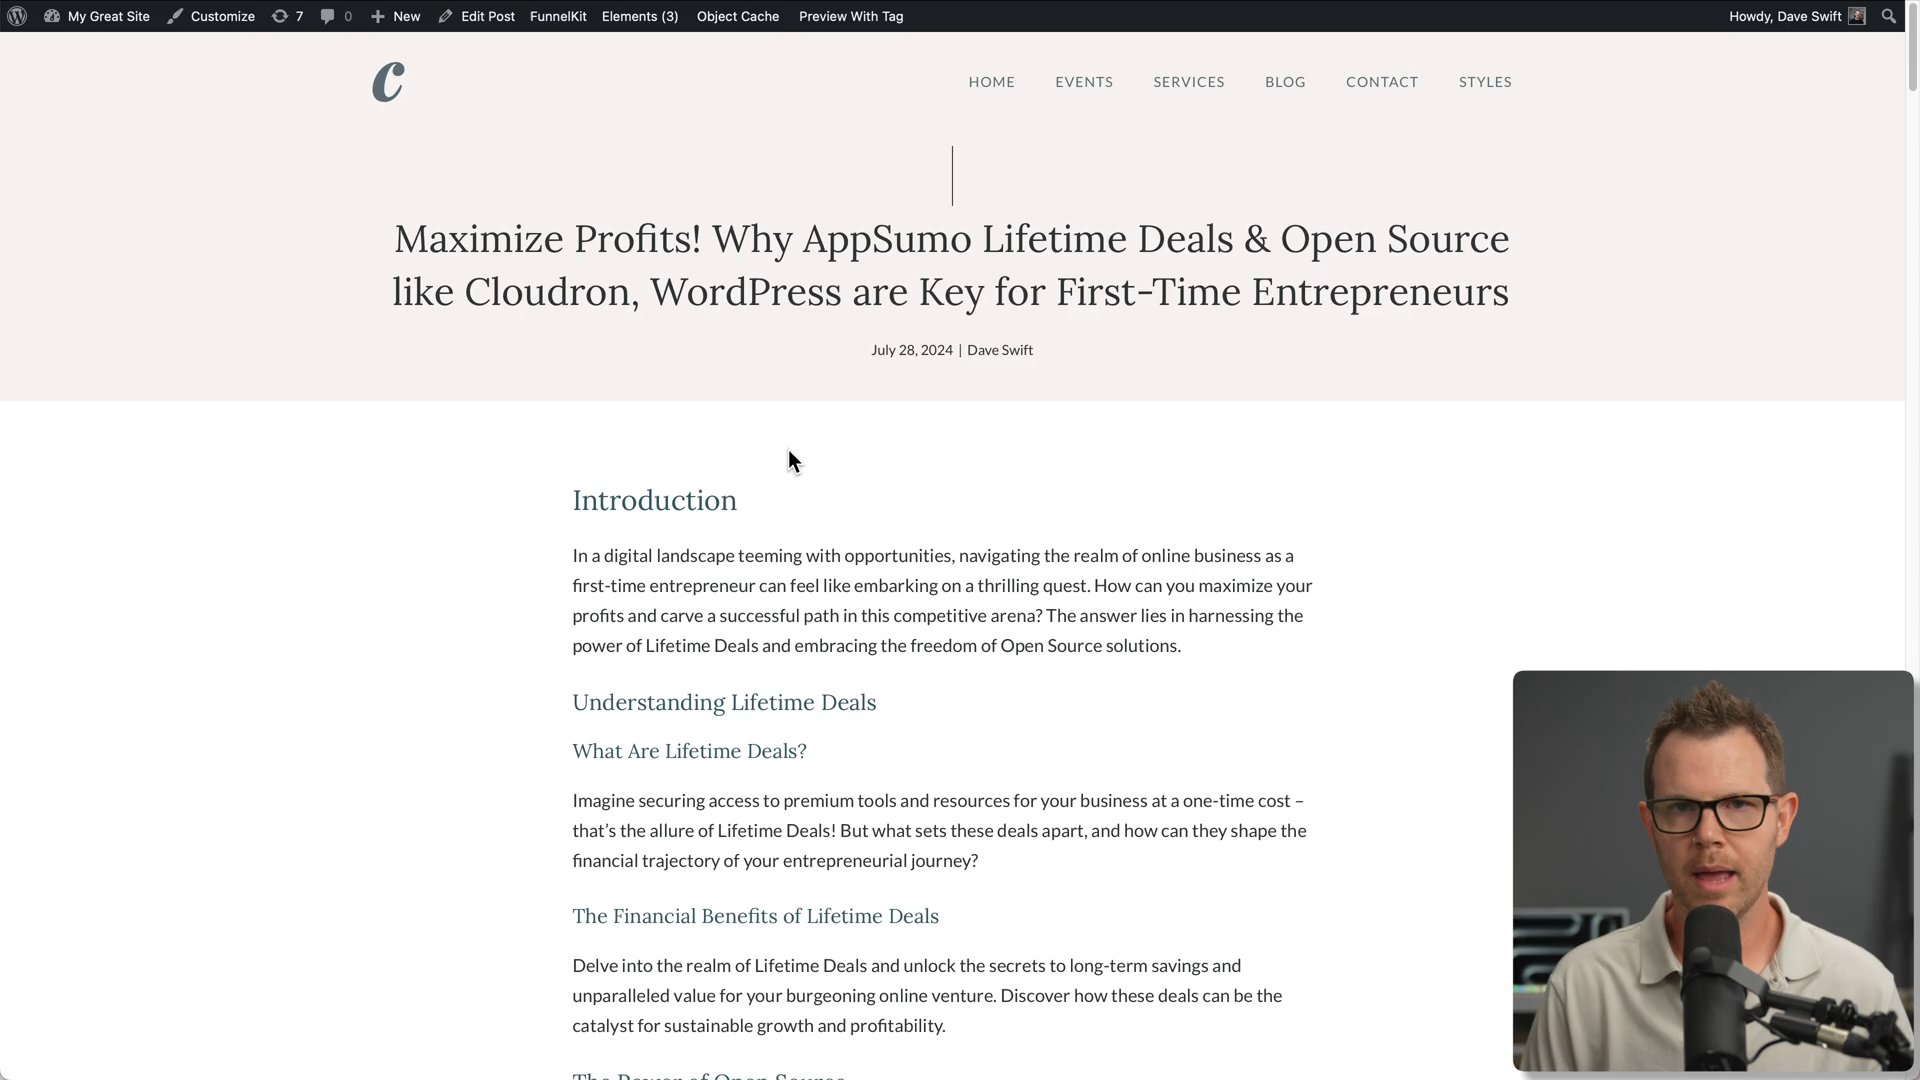 My Great Site Customize 7 0 New Edit Post FunnelKit Elements (3) Object Cache Preview With Tag Howdy, Dave Swift
c HOME EVENTS SERVICES BLOG CONTACT STYLES
Maximize Profits! Why AppSumo Lifetime Deals & Open Source
like Cloudron, WordPress are Key for First-Time Entrepreneurs
July 28, 2024 | Dave Swift
Introduction
In a digital landscape teeming with opportunities, navigating the realm of online business as a
first-time entrepreneur can feel like embarking on a thrilling quest. How can you maximize your
profits and carve a successful path in this competitive arena? The answer lies in harnessing the
power of Lifetime Deals and embracing the freedom of Open Source solutions.
Understanding Lifetime Deals
What Are Lifetime Deals?
Imagine securing access to premium tools and resources for your business at a one-time cost –
that’s the allure of Lifetime Deals! But what sets these deals apart, and how can they shape the
financial trajectory of your entrepreneurial journey?
The Financial Benefits of Lifetime Deals
Delve into the realm of Lifetime Deals and unlock the secrets to long-term savings and
unparalleled value for your burgeoning online venture. Discover how these deals can be the
catalyst for sustainable growth and profitability.
The Power of Open Source